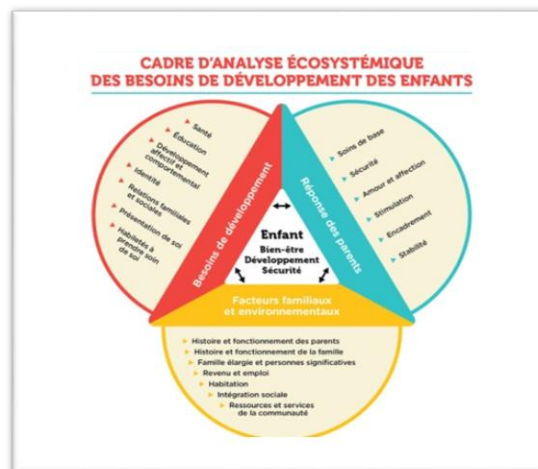 CADRE D'ANALYSE ÉCOSYSTÉMIQUE
DES BESOINS DE DÉVELOPPEMENT DES ENFANTS
Santé
Éducation
Développement
affectif et
comportemental
Identité
Relations familiales
et sociales
Présentation de soi
Habiletés à
prendre soin
de soi
Besoins de développement
Réponse des parents
Soins de base
Sécurité
Amour et affection
Stimulation
Encadrement
Stabilité
Enfant
Bien-être
Développement
Sécurité
Facteurs familiaux
et environnementaux
Histoire et fonctionnement des parents
Histoire et fonctionnement de la famille
Famille élargie et personnes significatives
Revenu et emploi
Habitation
Intégration sociale
Ressources et services
de la communauté